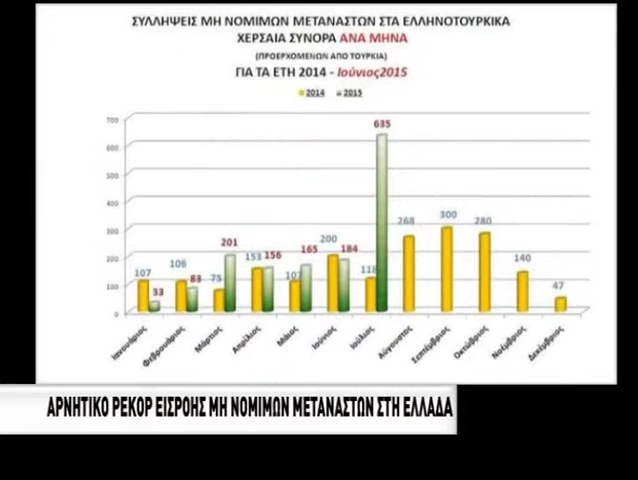 ΣΥΛΛΗΨΕΙΣ ΜΗ ΝΟΜΙΜΩΝ ΜΕΤΑΝΑΣΤΩΝ ΣΤΑ ΕΛΛΗΝΟΤΟΥΡΚΙΚΑ
ΧΕΡΣΑΙΑ ΣΥΝΟΡΑ ΑΝΑ ΜΗΝΑ
(ΠΡΟΕΡΧΟΜΕΝΩΝ ΑΠΟ ΤΟΥΡΚΙΑ)
ΓΙΑ ΤΑ ΕΤΗ 2014 - Ιούνιος2015
2014 2015
700
600
500
400
300
200
100
0
107 33 106 83 75 201 153 156 107 165 200 184 118 635 268 300 280 140 47
Ιανουάριος Φεβρουάριος Μάρτιος Απρίλιος Μάιος Ιούνιος Ιούλιος Αύγουστος Σεπτέμβριος Οκτώβριος Νοέμβριος Δεκέμβριος
ΑΡΝΗΤΙΚΟ ΡΕΚΟΡ ΕΙΣΡΟΗΣ ΜΗ ΝΟΜΙΜΩΝ ΜΕΤΑΝΑΣΤΩΝ ΣΤΗ ΕΛΛΑΔΑ